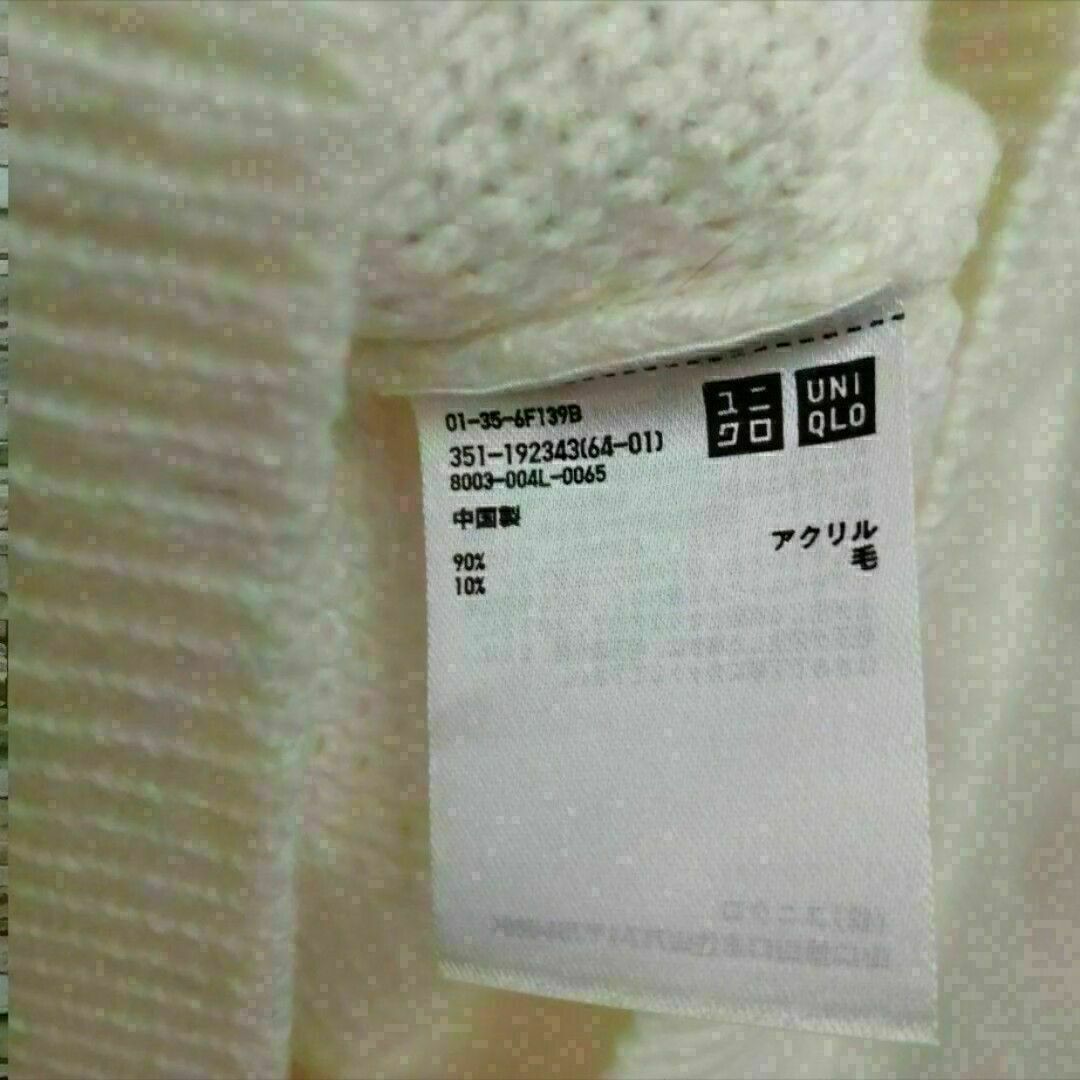 01-35-6F139B
351-192343(64-01)
8003-004L-0065
ユニ
クロ
UNI
QLO
中国製
90% アクリル
10% 毛